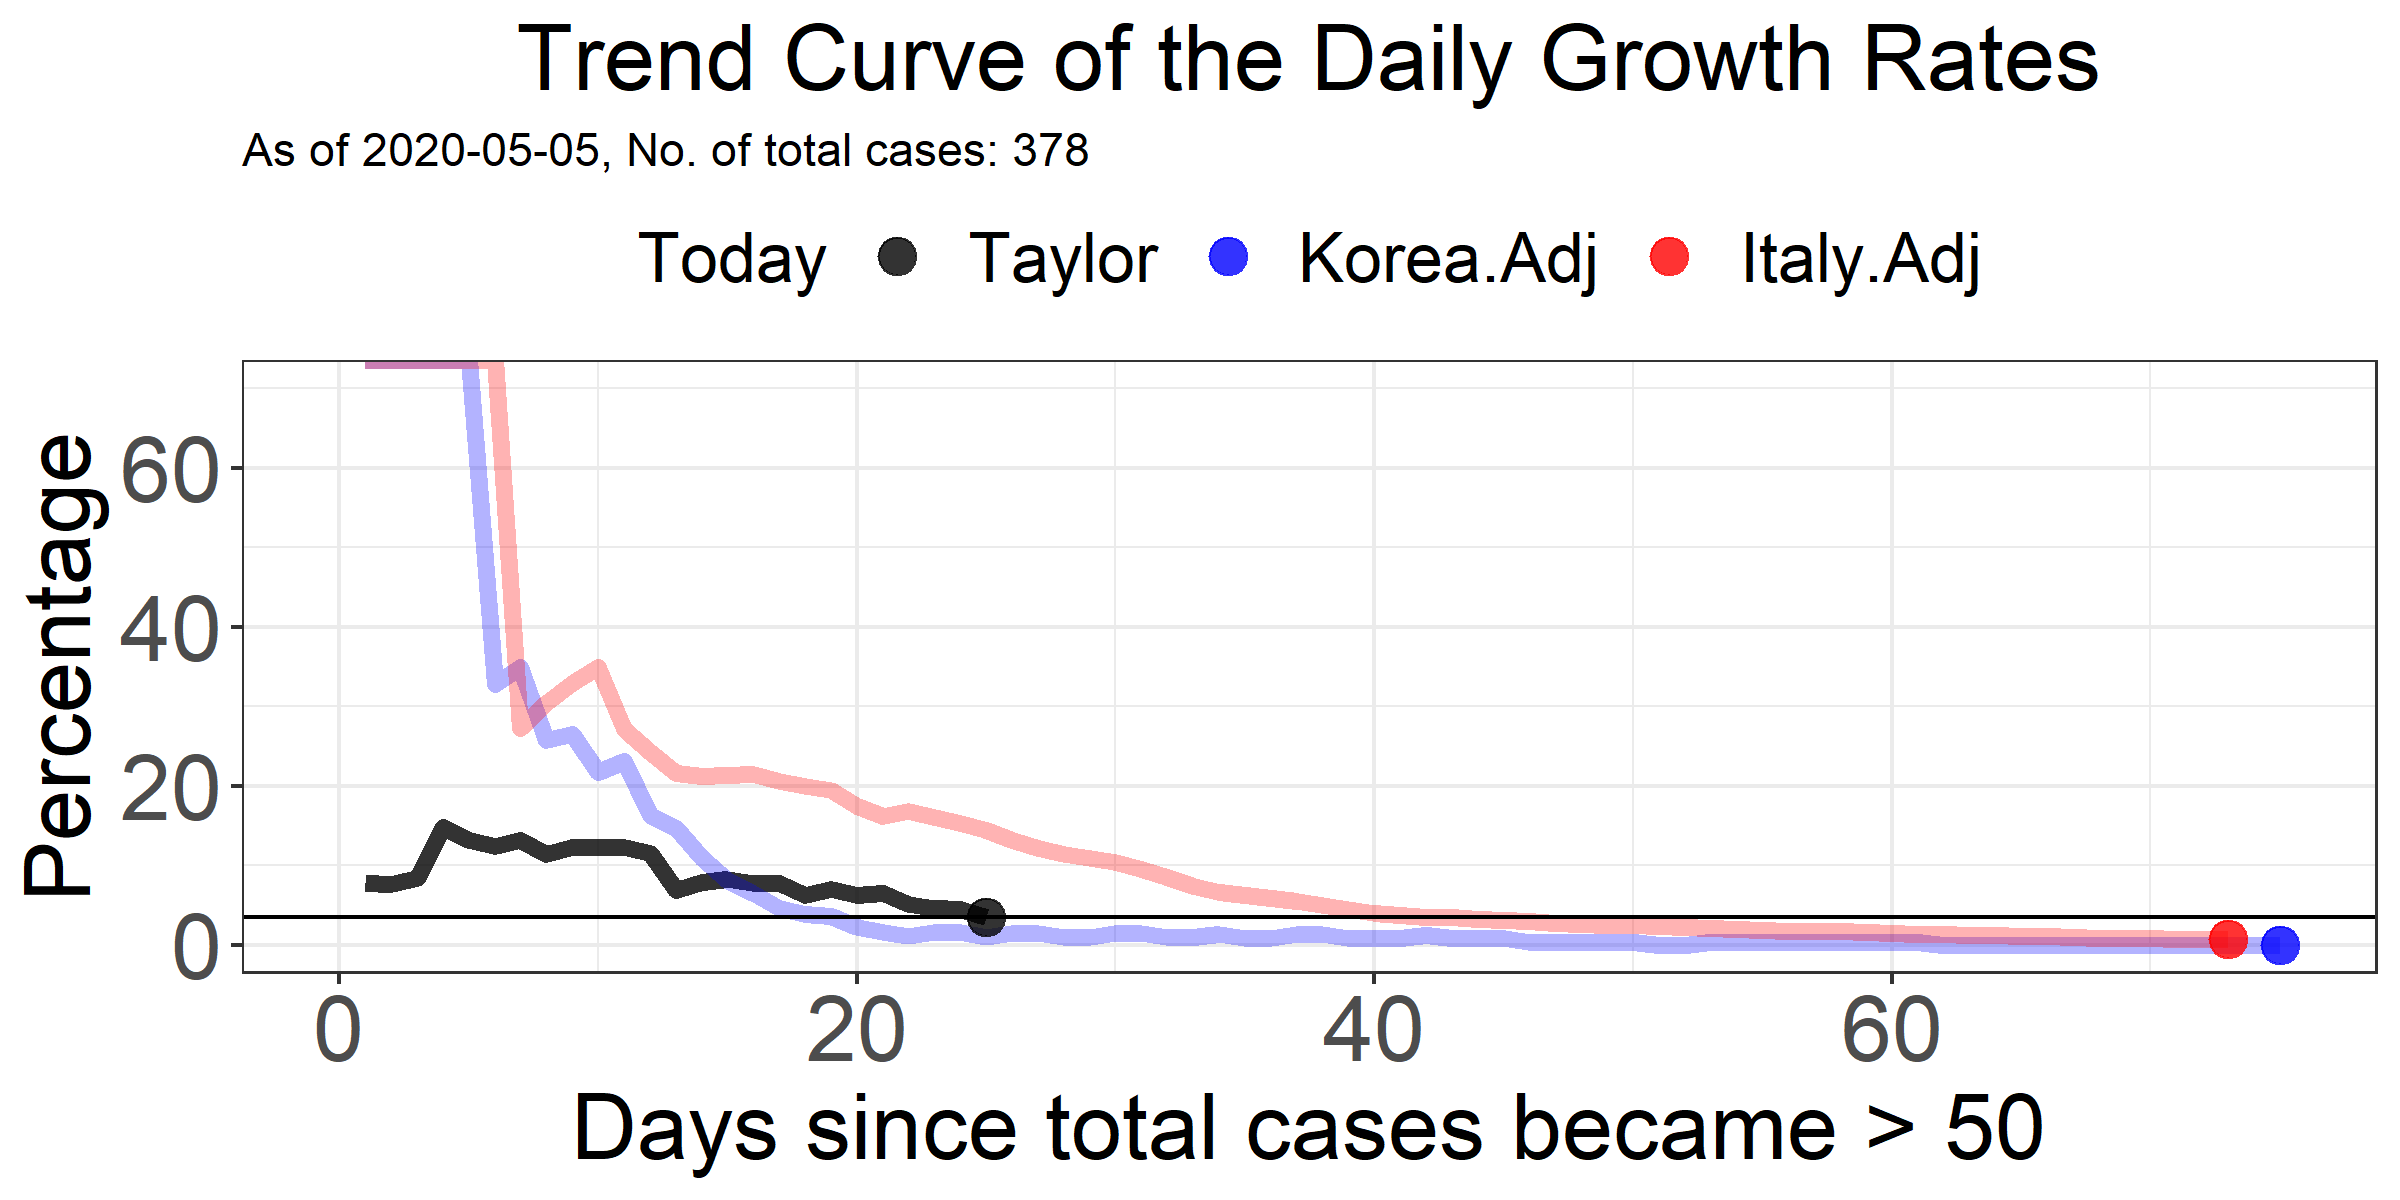 Trend Curve of the Daily Growth Rates
As of 2020-05-05, No. of total cases: 378
Today Taylor Korea.Adj Italy.Adj
Percentage
60
40
20
0
0 20 40 60
Days since total cases became > 50